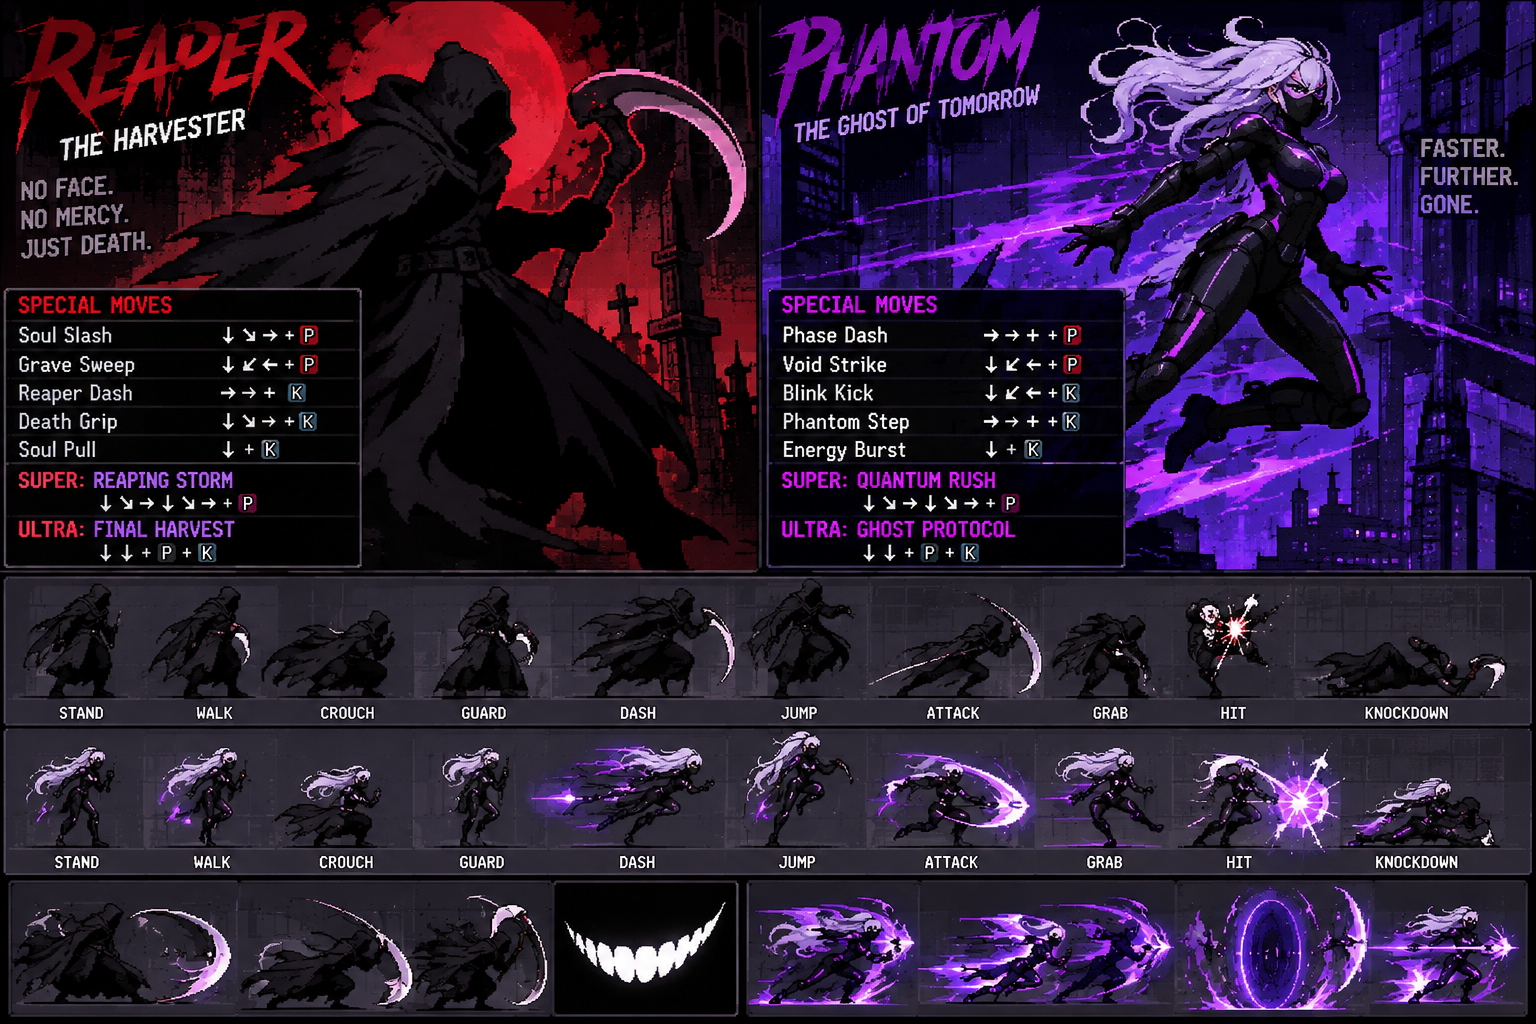 REAPER
THE HARVESTER
NO FACE.
NO MERCY.
JUST DEATH.
SPECIAL MOVES
Soul Slash ↓ ↘ → + P
Grave Sweep ↓ ↙ ← + P
Reaper Dash → → + K
Death Grip ↓ ↘ → + K
Soul Pull ↓ + K
SUPER: REAPING STORM
↓ ↘ → ↓ ↘ → + P
ULTRA: FINAL HARVEST
↓ ↓ + P + K
PHANTOM
THE GHOST OF TOMORROW
FASTER.
FURTHER.
GONE.
SPECIAL MOVES
Phase Dash → → + + P
Void Strike ↓ ↙ ← + P
Blink Kick ↓ ↙ ← + K
Phantom Step → → + + K
Energy Burst ↓ + K
SUPER: QUANTUM RUSH
↓ ↘ → ↓ ↘ → + P
ULTRA: GHOST PROTOCOL
↓ ↓ + P + K
STAND WALK CROUCH GUARD DASH JUMP ATTACK GRAB HIT KNOCKDOWN
STAND WALK CROUCH GUARD DASH JUMP ATTACK GRAB HIT KNOCKDOWN